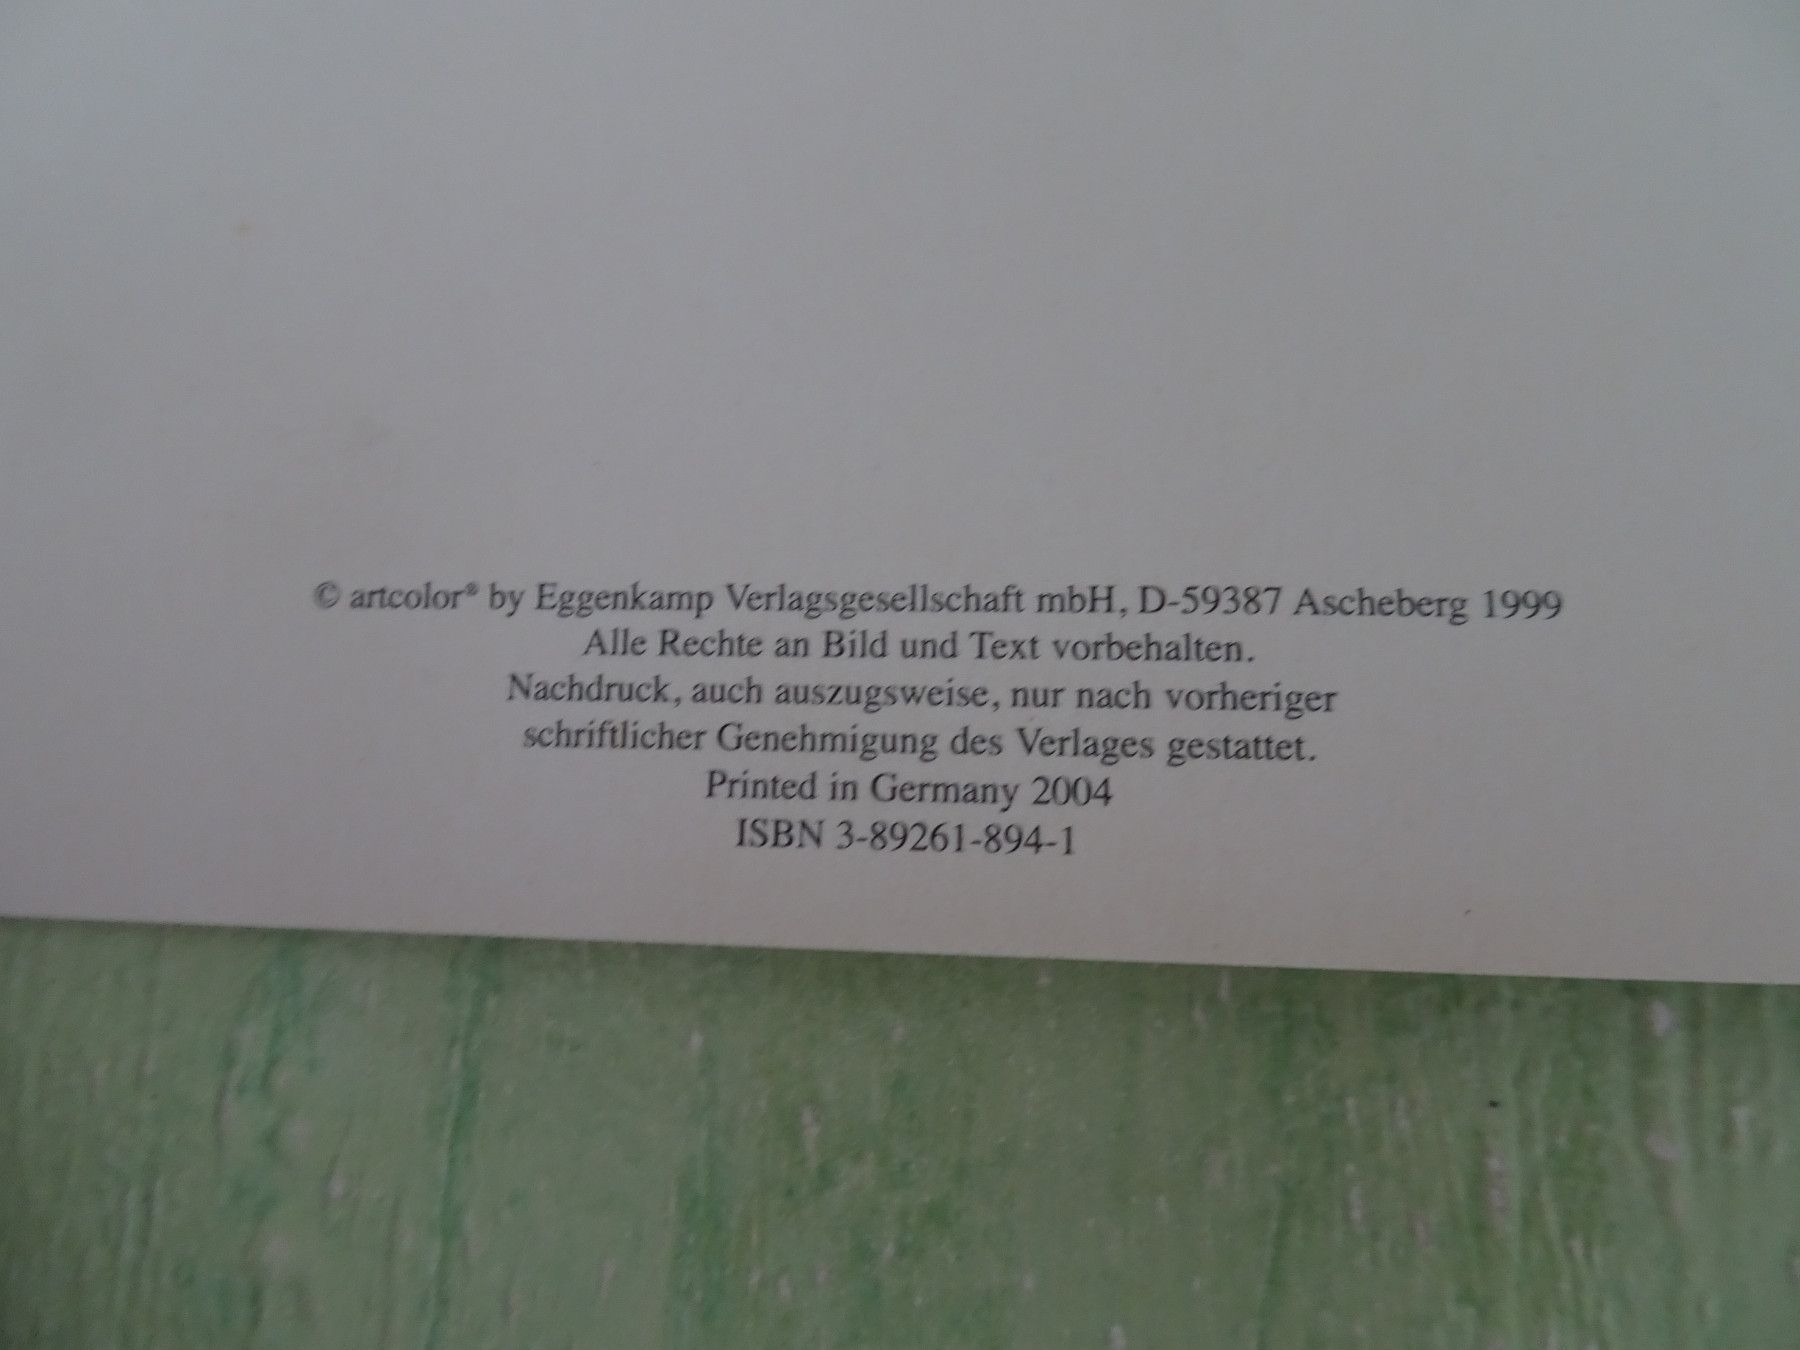 © artcolor® by Eggenkamp Verlagsgesellschaft mbH, D-59387 Ascheberg 1999
Alle Rechte an Bild und Text vorbehalten.
Nachdruck, auch auszugsweise, nur nach vorheriger
schriftlicher Genehmigung des Verlages gestattet.
Printed in Germany 2004
ISBN 3-89261-894-1